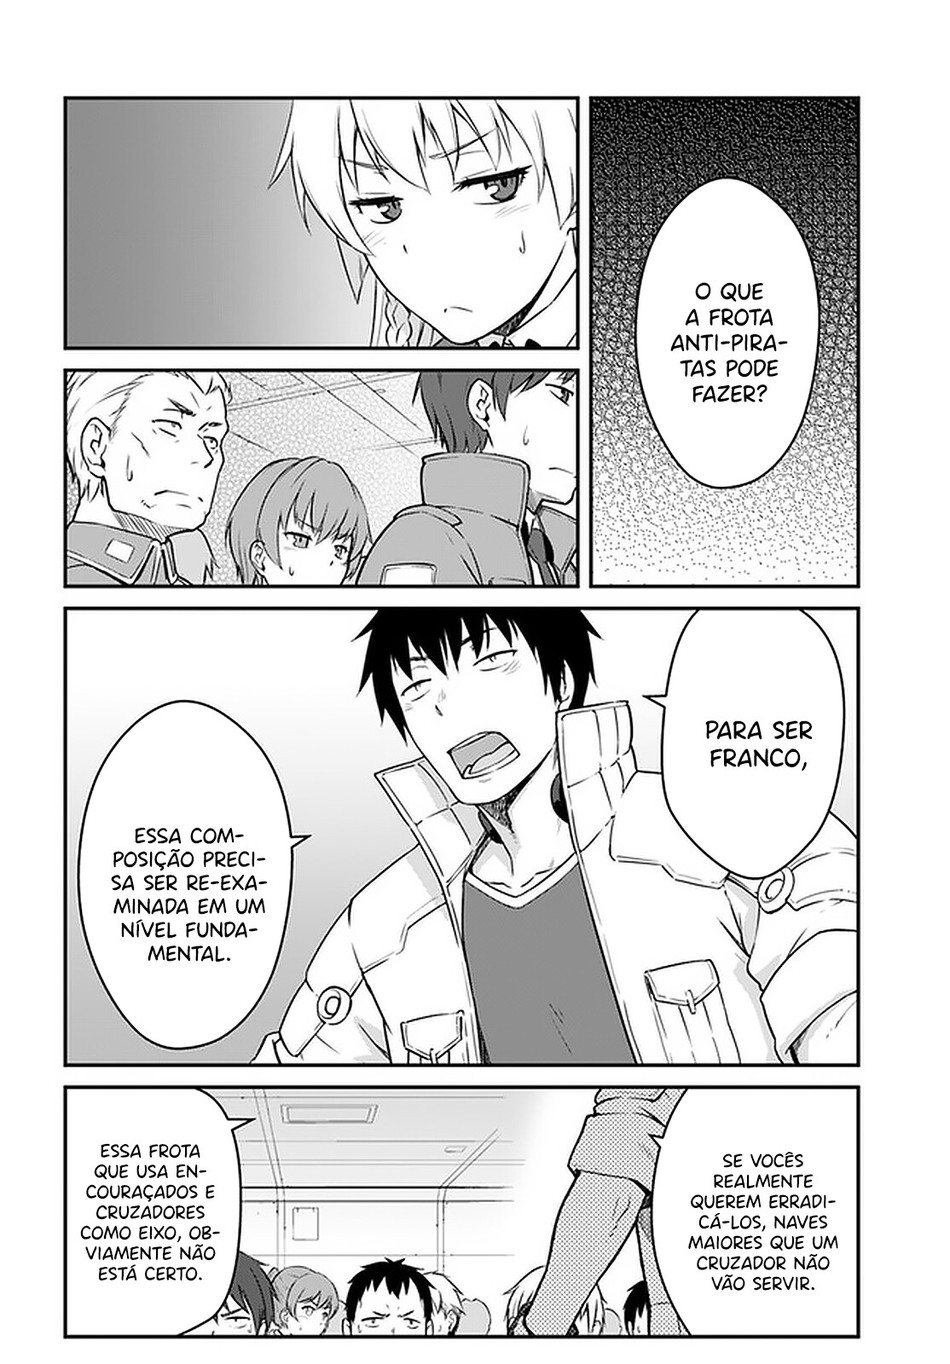 O QUE
A FROTA
ANTI-PIRA-
TAS PODE
FAZER?
PARA SER
FRANCO,
ESSA COM-
POSIÇÃO PRECI-
SA SER RE-EXA-
MINADA EM UM
NÍVEL FUNDA-
MENTAL.
SE VOCÊS
REALMENTE
QUEREM ERRADI-
CÁ-LOS, NAVES
MAIORES QUE UM
CRUZADOR NÃO
VÃO SERVIR.
ESSA FROTA
QUE USA EN-
COURAÇADOS E
CRUZADORES
COMO EIXO, OB-
VIAMENTE NÃO
ESTÁ CERTO.